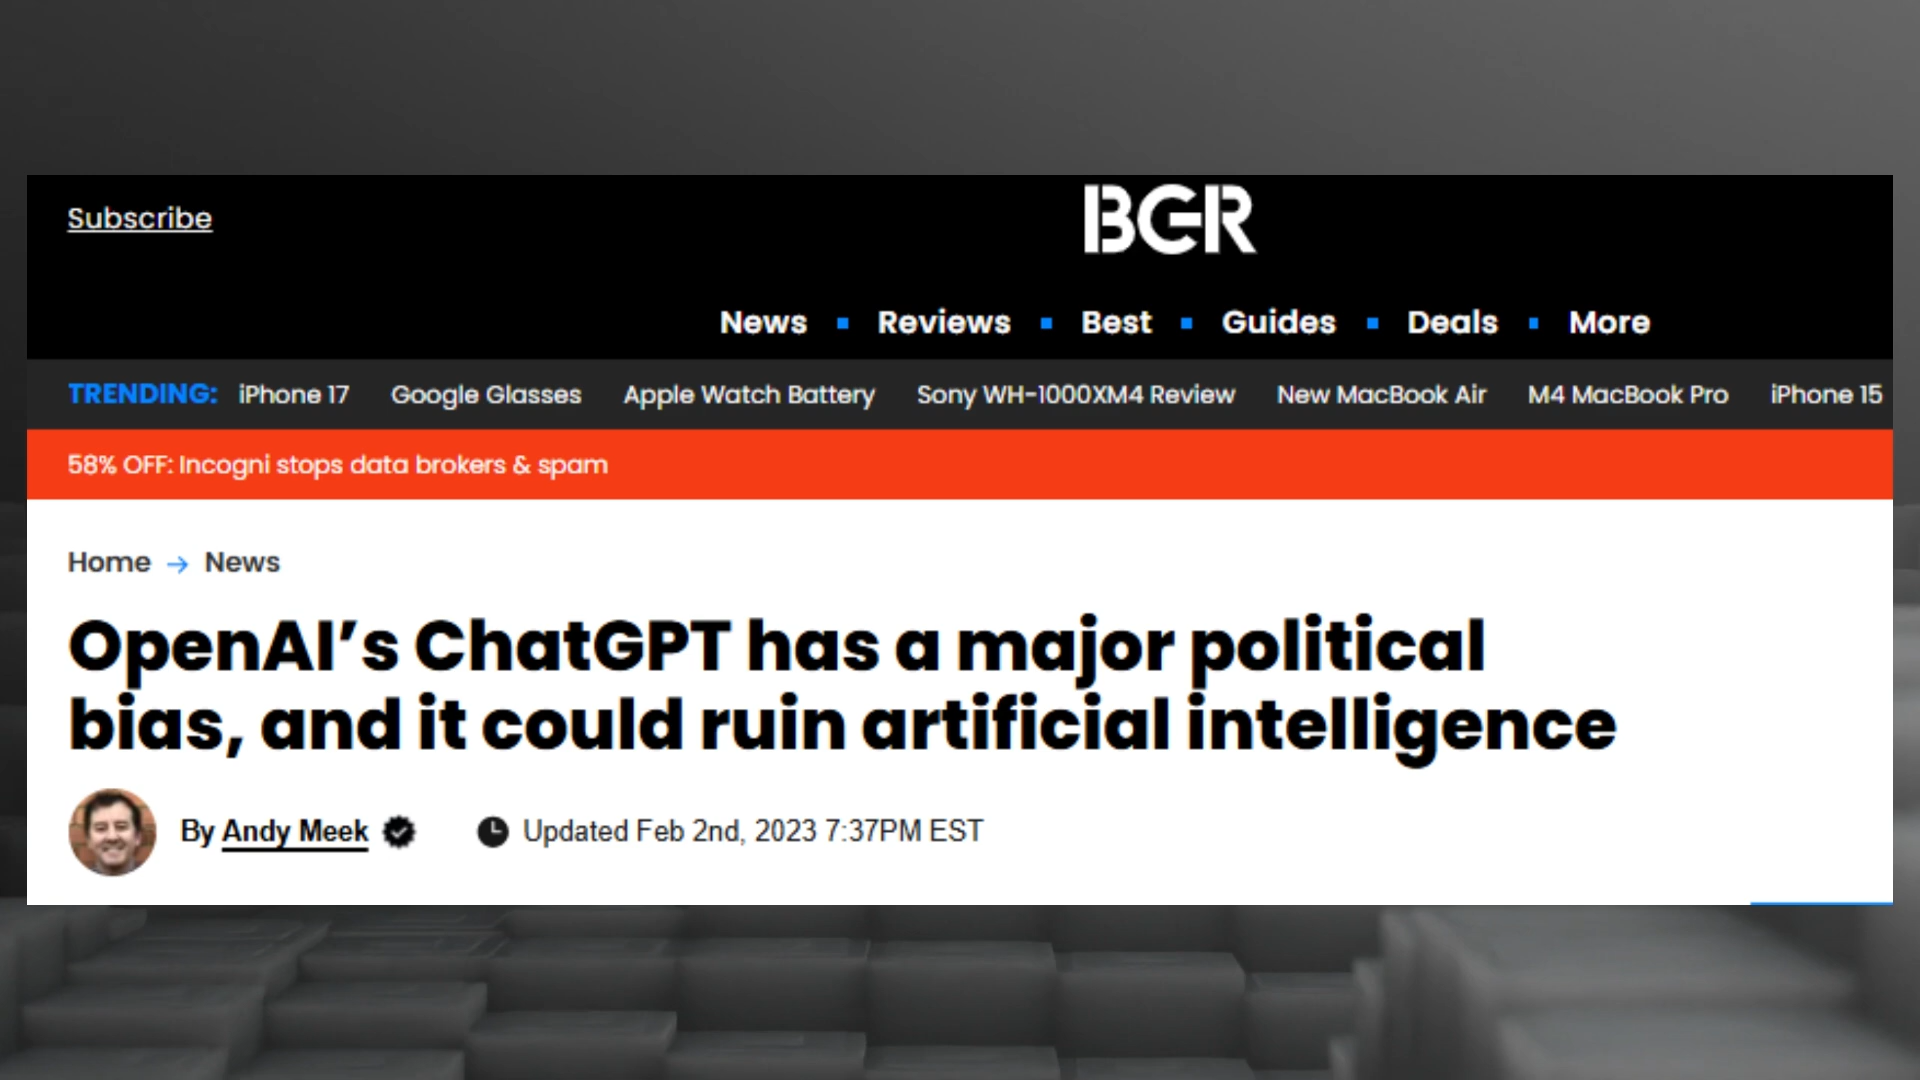 Subscribe
BGR
News Reviews Best Guides Deals More
TRENDING: iPhone 17 Google Glasses Apple Watch Battery Sony WH-1000XM4 Review New MacBook Air M4 MacBook Pro iPhone 15
58% OFF: Incogni stops data brokers & spam
Home → News
OpenAI’s ChatGPT has a major political
bias, and it could ruin artificial intelligence
By Andy Meek Updated Feb 2nd, 2023 7:37PM EST